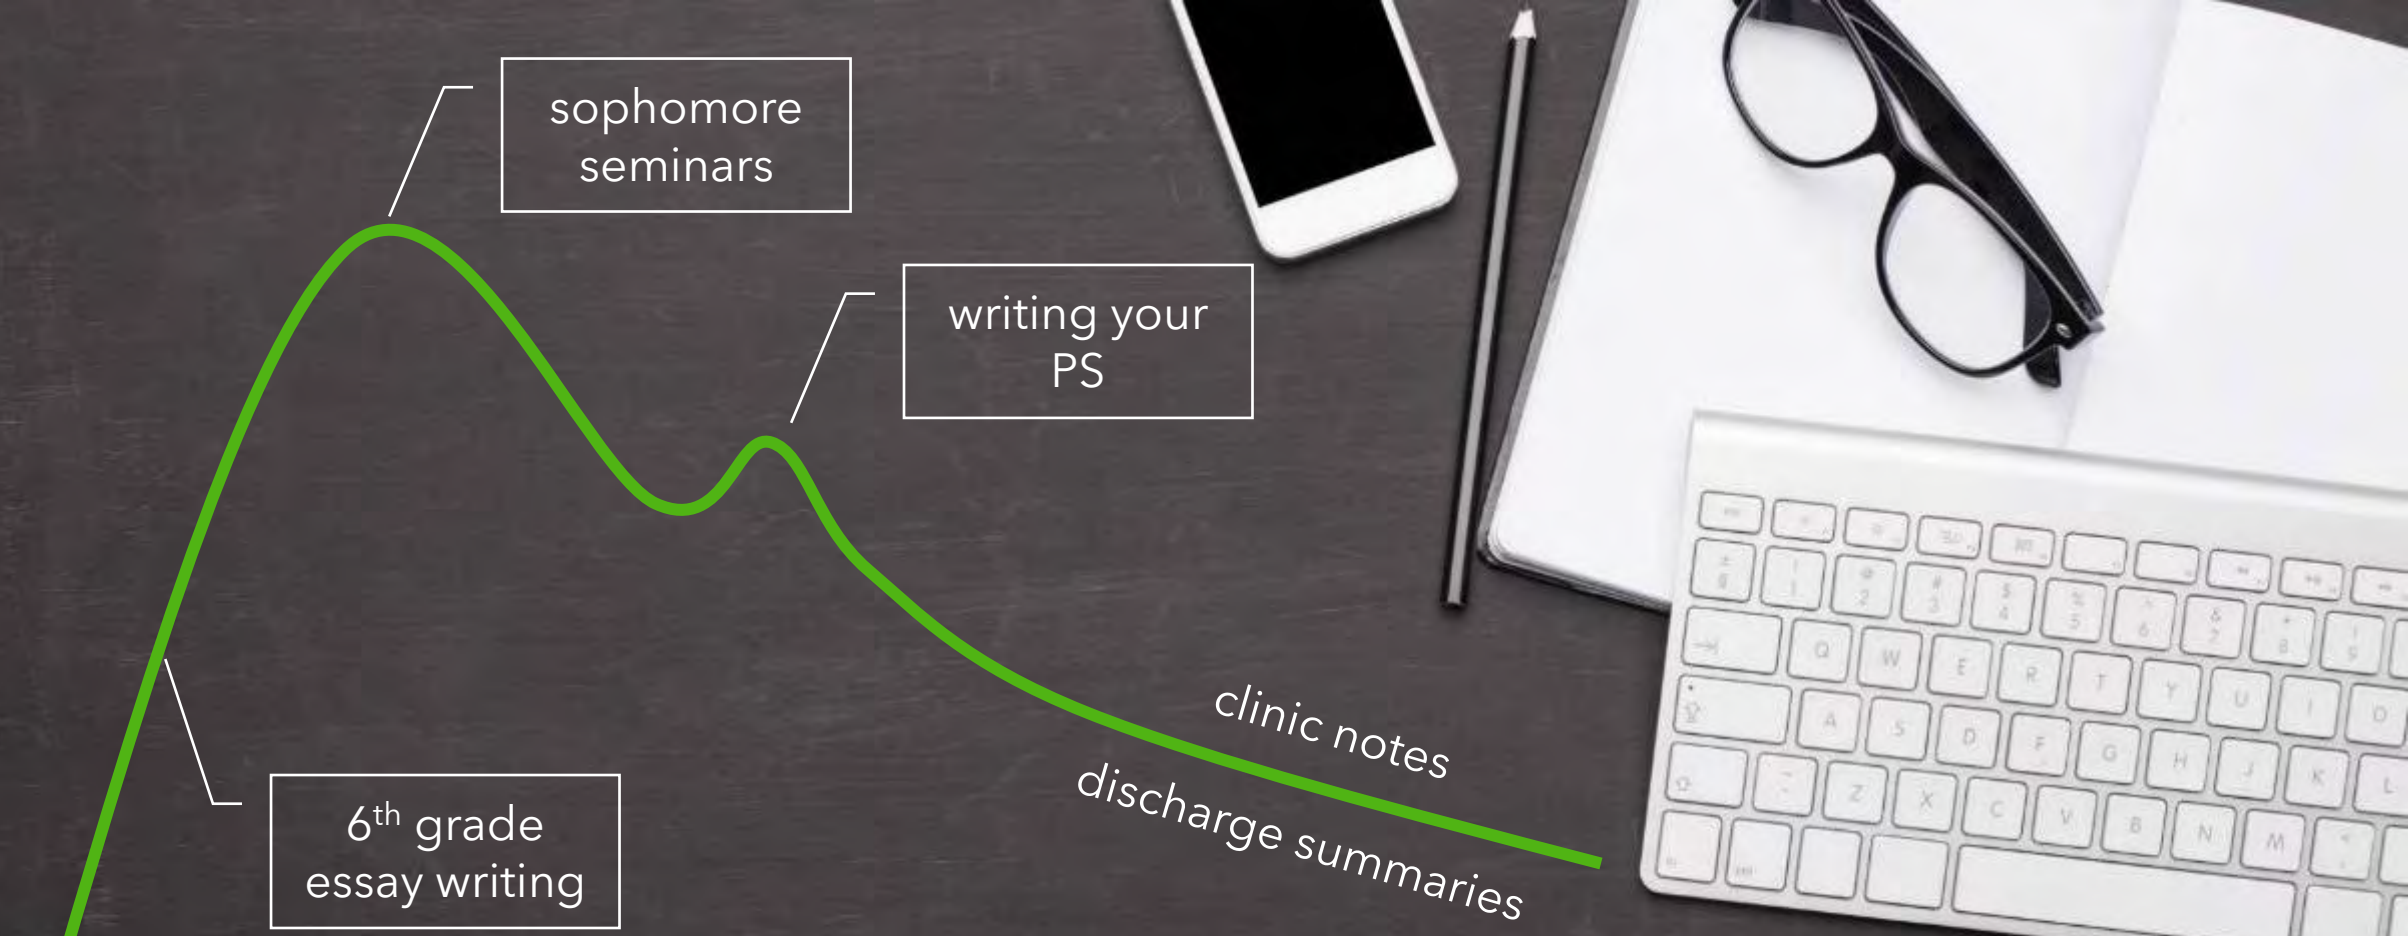 sophomore
seminars
writing your
PS
clinic notes
discharge summaries
6th grade
essay writing
Q W E R T Y U I O
A S D F G H J K L
Z X C V B N M